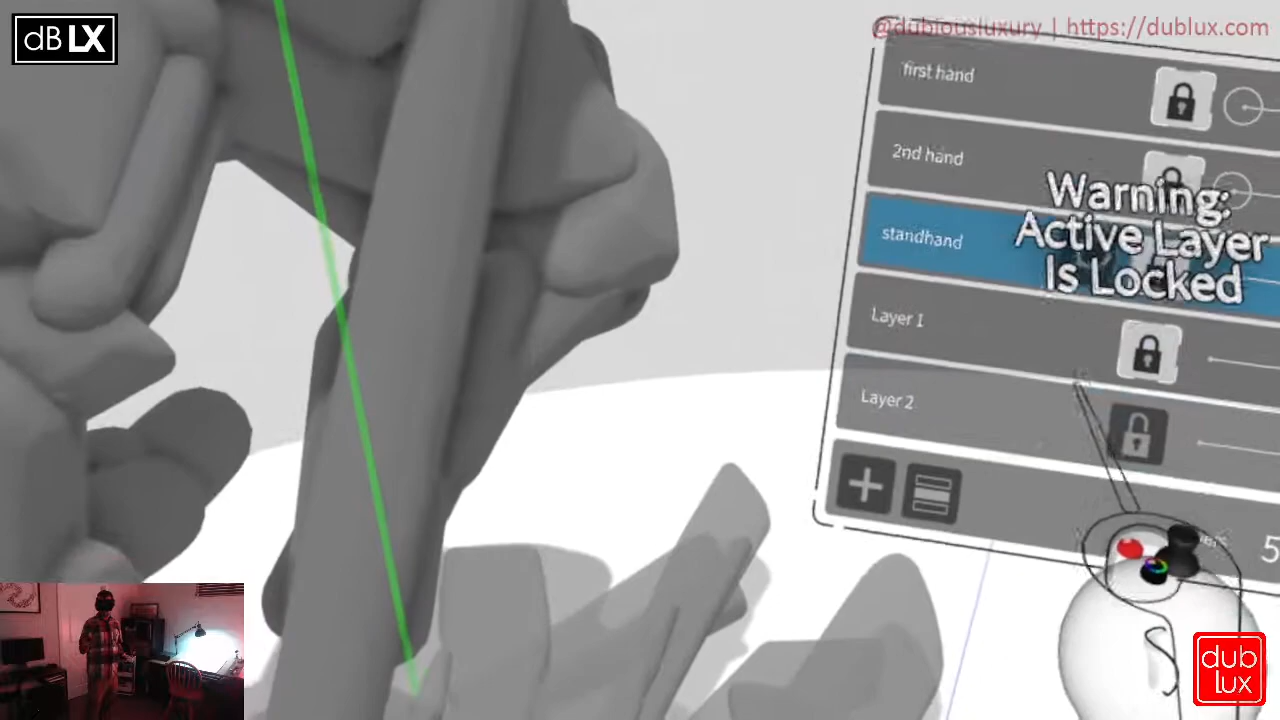 dB LX
@dubiousluxury | https://dublux.com
first hand
2nd hand
Warning:
Active Layer
Is Locked
standhand
Layer 1
Layer 2
5
dub
lux